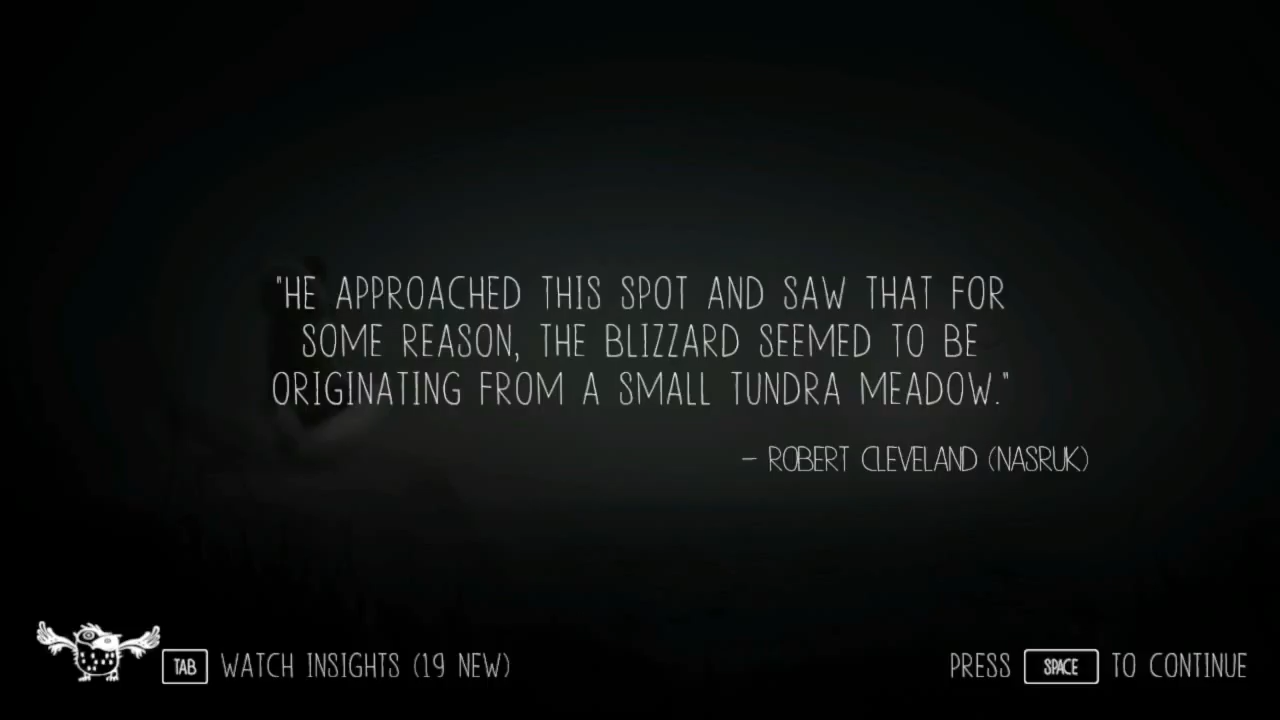 "HE APPROACHED THIS SPOT AND SAW THAT FOR
SOME REASON, THE BLIZZARD SEEMED TO BE
ORIGINATING FROM A SMALL TUNDRA MEADOW."
– ROBERT CLEVELAND (NASRUK)
TAB WATCH INSIGHTS (19 NEW)
PRESS SPACE TO CONTINUE